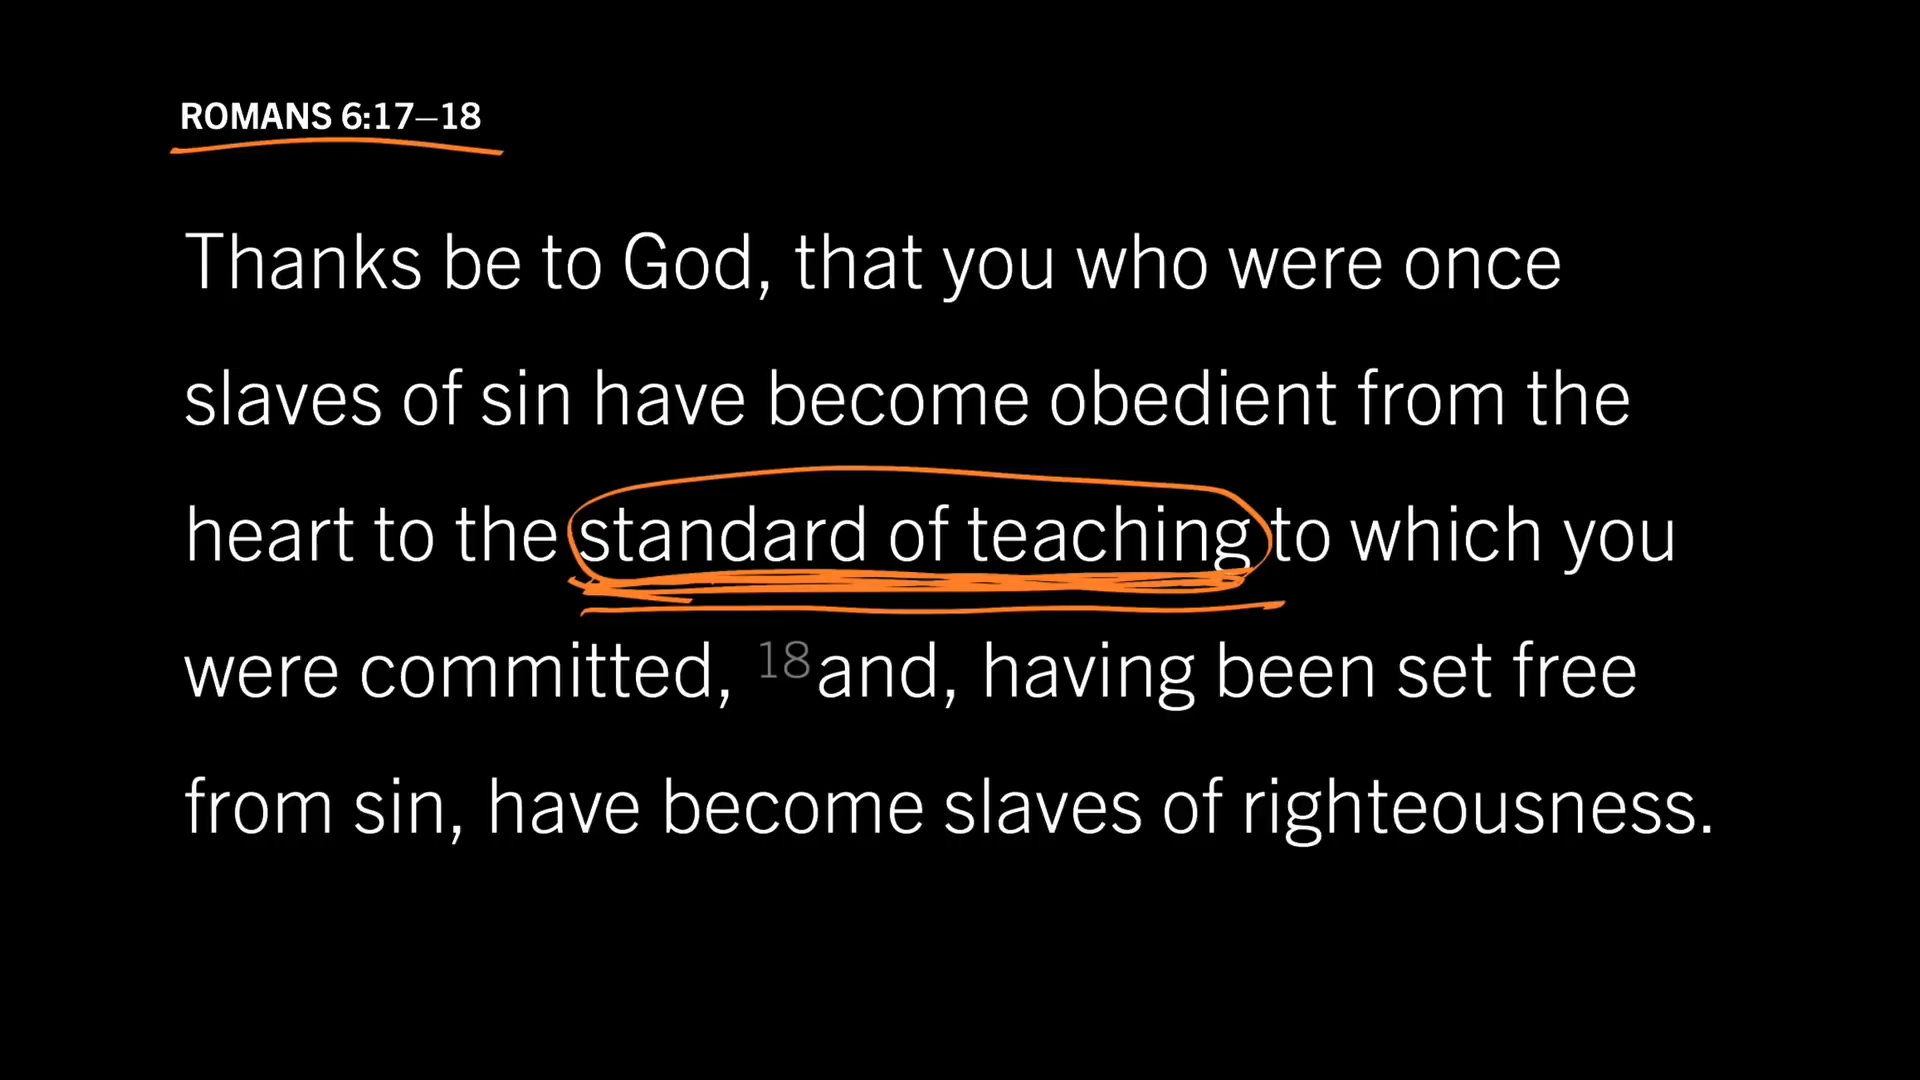 ROMANS 6:17–18
Thanks be to God, that you who were once
slaves of sin have become obedient from the
heart to the standard of teaching to which you
were committed, 18 and, having been set free
from sin, have become slaves of righteousness.